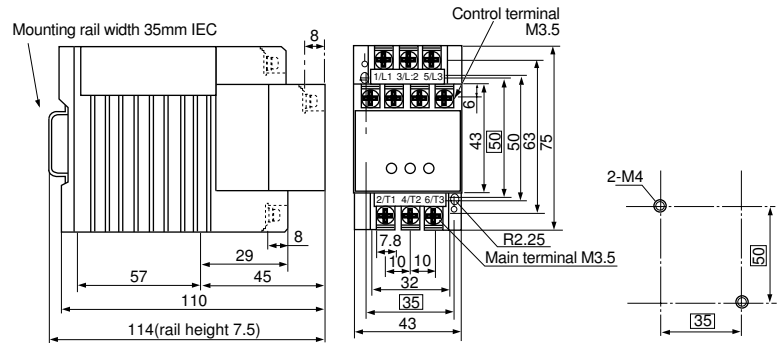 Mounting rail width 35mm IEC
8
8
29
57
45
110
114(rail height 7.5)
Control terminal
M3.5
1/L1 3/L:2 5/L3
6
43
50
50
63
75
2/T1 4/T2 6/T3
7.8
10 10
32
35
43
R2.25
Main terminal M3.5
2-M4
50
35